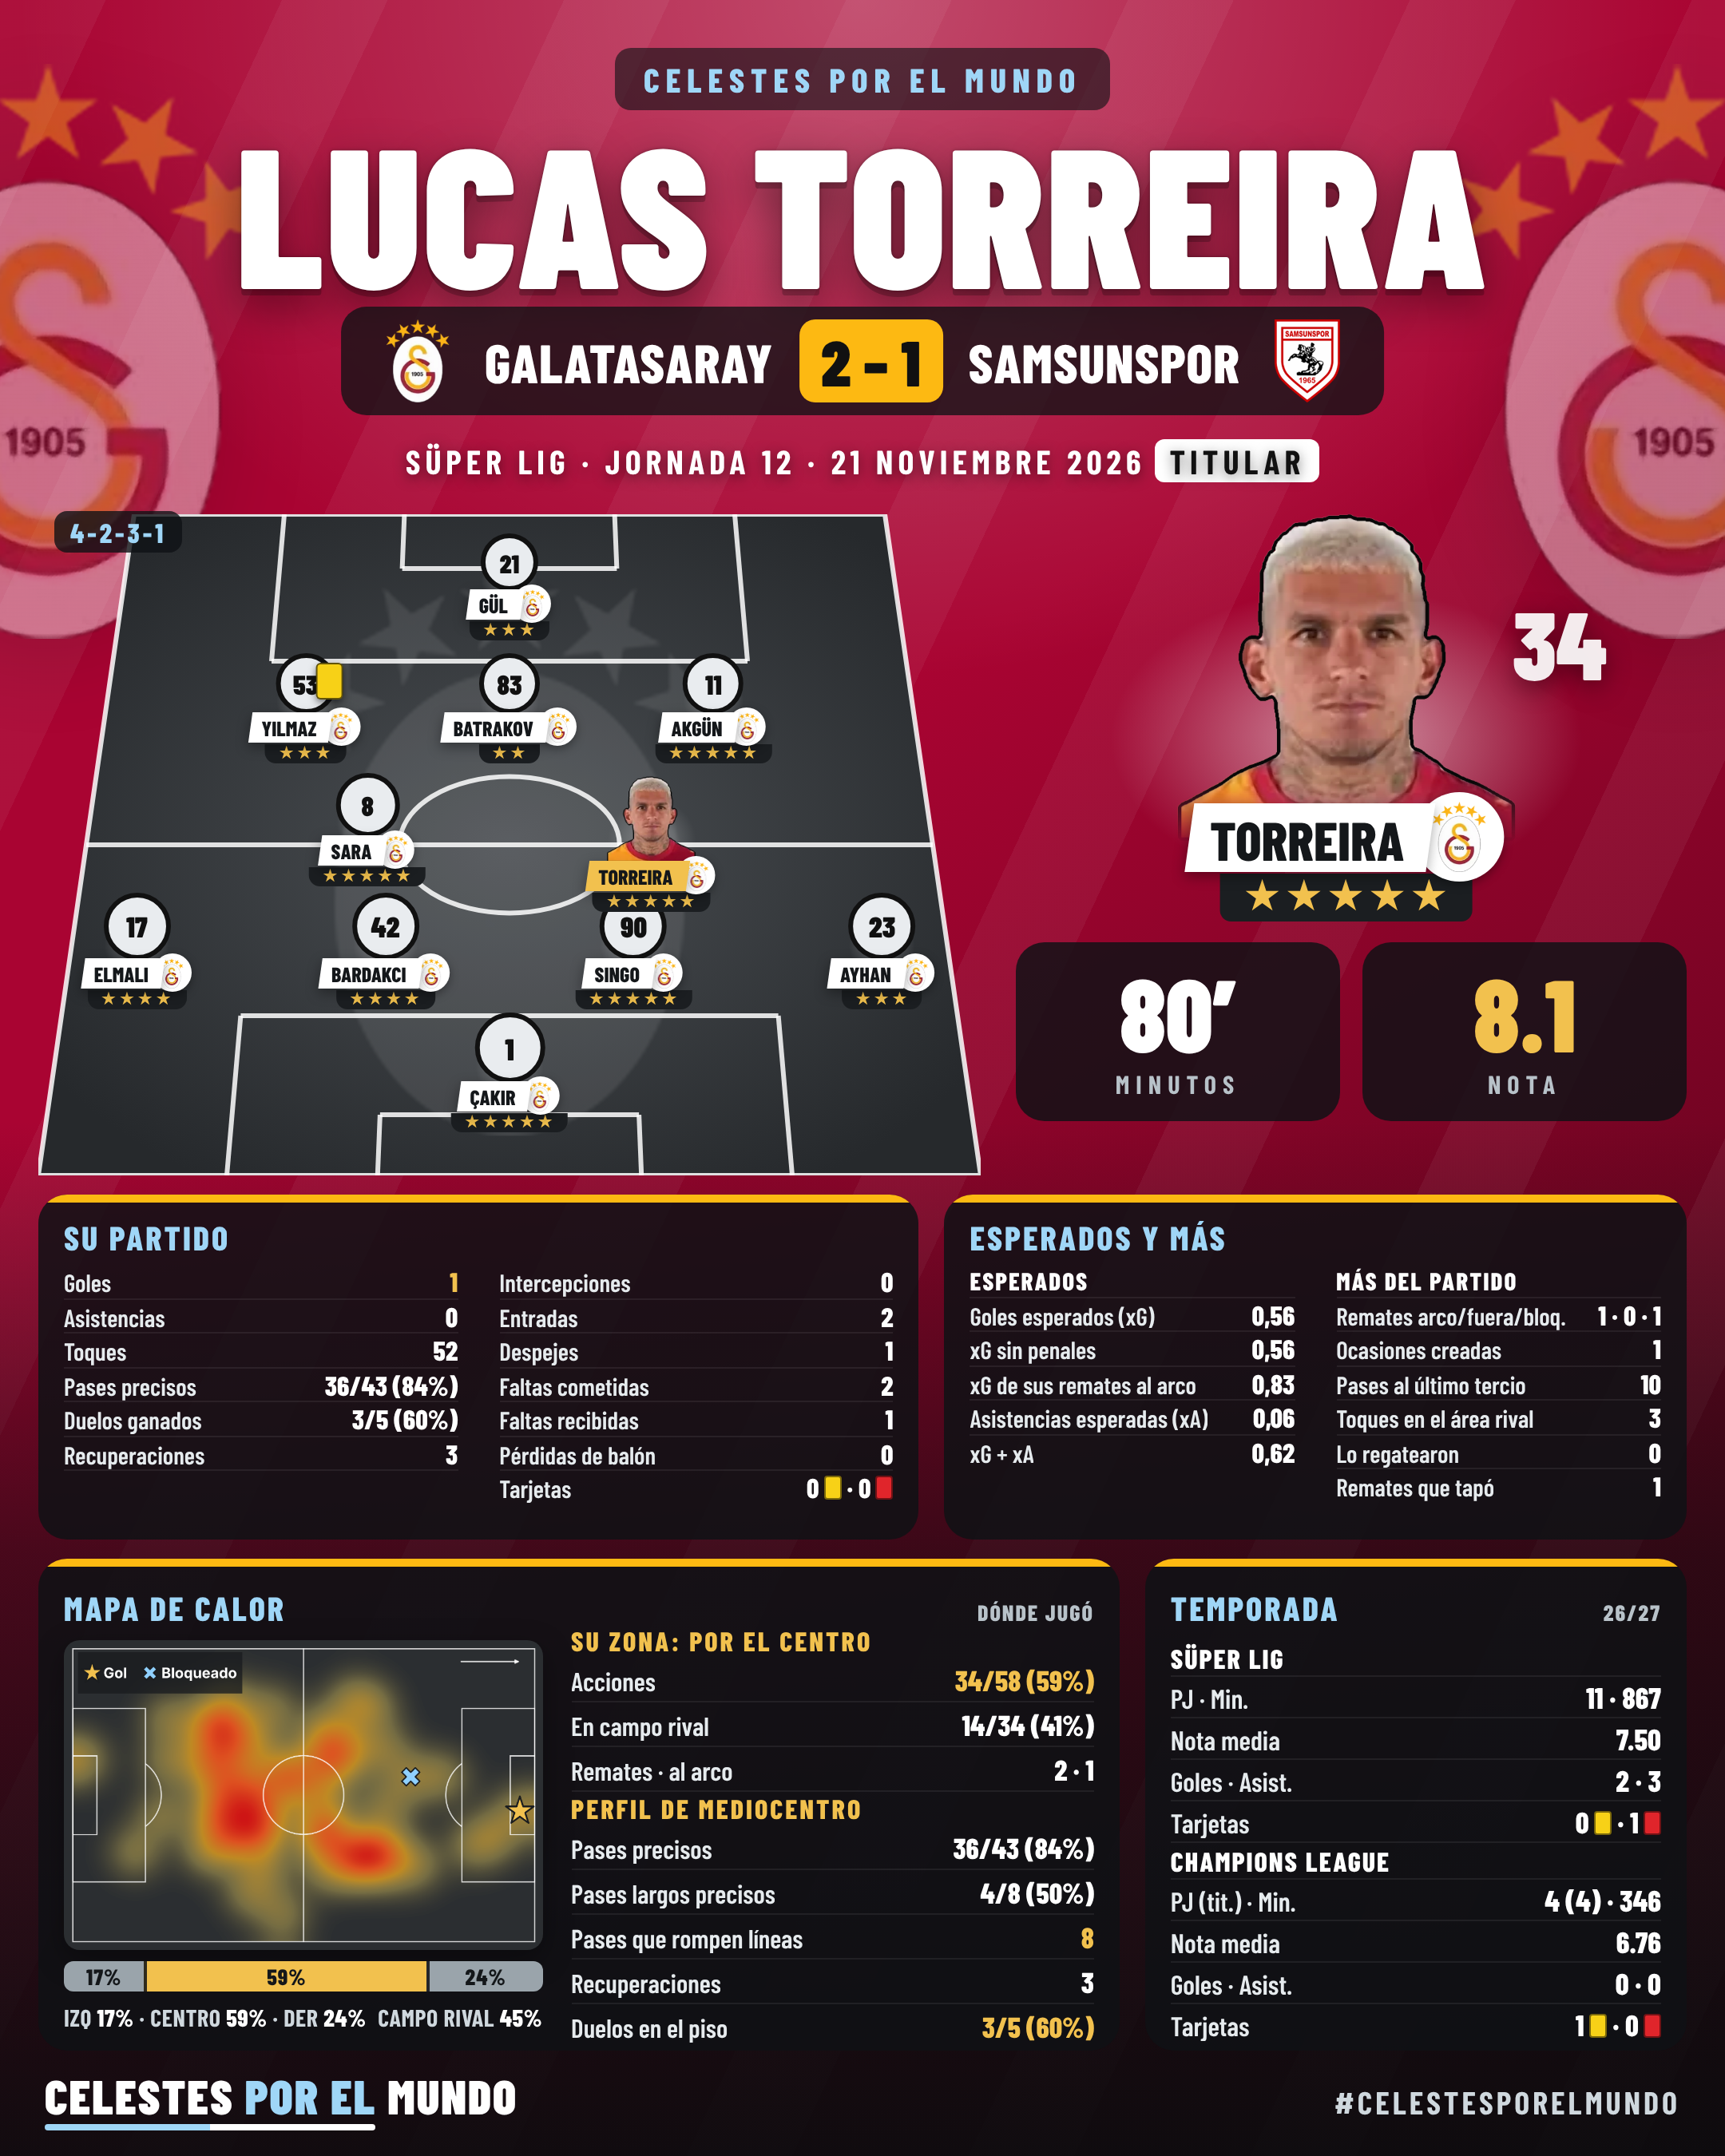 CELESTES POR EL MUNDO
LUCAS TORREIRA
GALATASARAY 2 - 1 SAMSUNSPOR
SAMSUNSPOR
1965
1905
1905
1905
SÜPER LIG · JORNADA 12 · 21 NOVIEMBRE 2026 TITULAR
4-2-3-1
21
GÜL
53
YILMAZ
83
BATRAKOV
11
AKGÜN
8
SARA
TORREIRA
17
ELMALI
42
BARDAKCI
90
SINGO
23
AYHAN
1
ÇAKIR
34
TORREIRA
80′
MINUTOS
8.1
NOTA
SU PARTIDO
Goles 1
Asistencias 0
Toques 52
Pases precisos 36/43 (84%)
Duelos ganados 3/5 (60%)
Recuperaciones 3
Intercepciones 0
Entradas 2
Despejes 1
Faltas cometidas 2
Faltas recibidas 1
Pérdidas de balón 0
Tarjetas 0 · 0
ESPERADOS Y MÁS
ESPERADOS
Goles esperados (xG) 0,56
xG sin penales 0,56
xG de sus remates al arco 0,83
Asistencias esperadas (xA) 0,06
xG + xA 0,62
MÁS DEL PARTIDO
Remates arco/fuera/bloq. 1 · 0 · 1
Ocasiones creadas 1
Pases al último tercio 10
Toques en el área rival 3
Lo regatearon 0
Remates que tapó 1
MAPA DE CALOR
DÓNDE JUGÓ
Gol Bloqueado
17% 59% 24%
IZQ 17% · CENTRO 59% · DER 24% CAMPO RIVAL 45%
SU ZONA: POR EL CENTRO
Acciones 34/58 (59%)
En campo rival 14/34 (41%)
Remates · al arco 2 · 1
PERFIL DE MEDIOCENTRO
Pases precisos 36/43 (84%)
Pases largos precisos 4/8 (50%)
Pases que rompen líneas 8
Recuperaciones 3
Duelos en el piso 3/5 (60%)
TEMPORADA 26/27
SÜPER LIG
PJ · Min. 11 · 867
Nota media 7.50
Goles · Asist. 2 · 3
Tarjetas 0 · 1
CHAMPIONS LEAGUE
PJ (tit.) · Min. 4 (4) · 346
Nota media 6.76
Goles · Asist. 0 · 0
Tarjetas 1 · 0
CELESTES POR EL MUNDO
#CELESTESPORELMUNDO